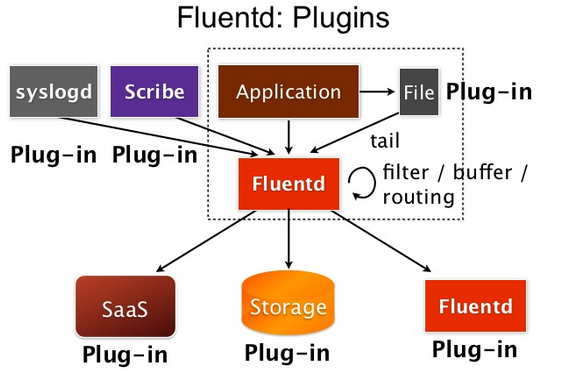 Fluentd: Plugins
syslogd
Scribe
Application
File
Plug-in
Plug-in
Plug-in
tail
Fluentd
filter / buffer /
routing
SaaS
Storage
Fluentd
Plug-in
Plug-in
Plug-in